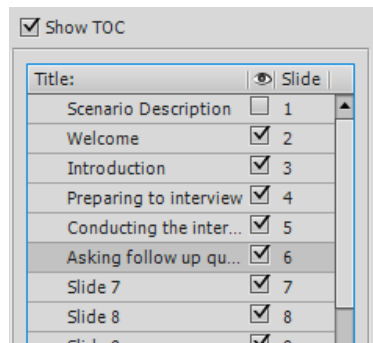 Show TOC
Title: Slide
Scenario Description 1
Welcome 2
Introduction 3
Preparing to interview 4
Conducting the inter... 5
Asking follow up qu... 6
Slide 7 7
Slide 8 8